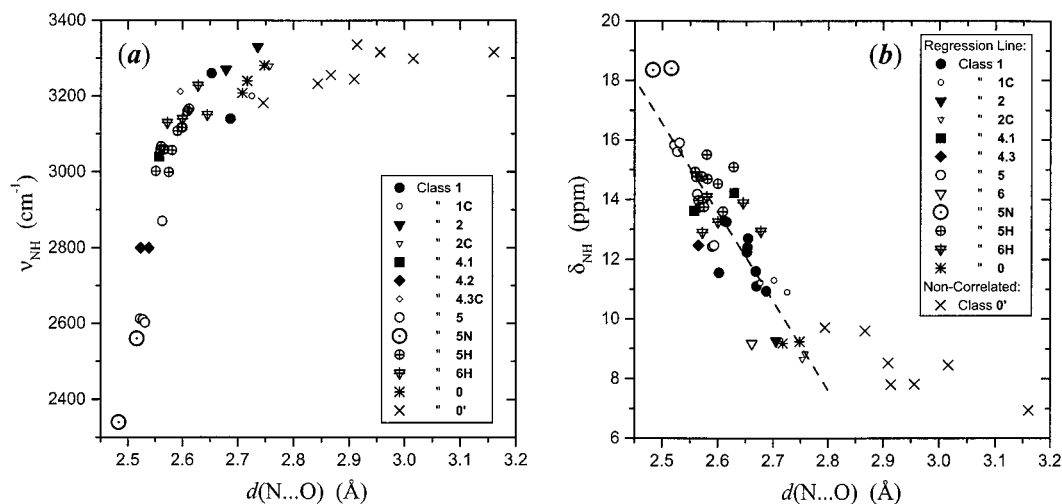 (a)
3400
3300
3200
3000
2800
2600
2400
νNH (cm-1)
2.5 2.6 2.7 2.8 2.9 3.0 3.1 3.2
d(N...O) (Å)
Class 1
" 1C
" 2
" 2C
" 4.1
" 4.2
" 4.3C
" 5
" 5N
" 5H
" 6H
" 0
" 0'
(b)
20
18
16
14
12
10
8
6
δNH (ppm)
2.5 2.6 2.7 2.8 2.9 3.0 3.1 3.2
d(N...O) (Å)
Regression Line:
Class 1
" 1C
" 2
" 2C
" 4.1
" 4.3
" 5
" 6
" 5N
" 5H
" 6H
" 0
Non-Correlated:
Class 0'